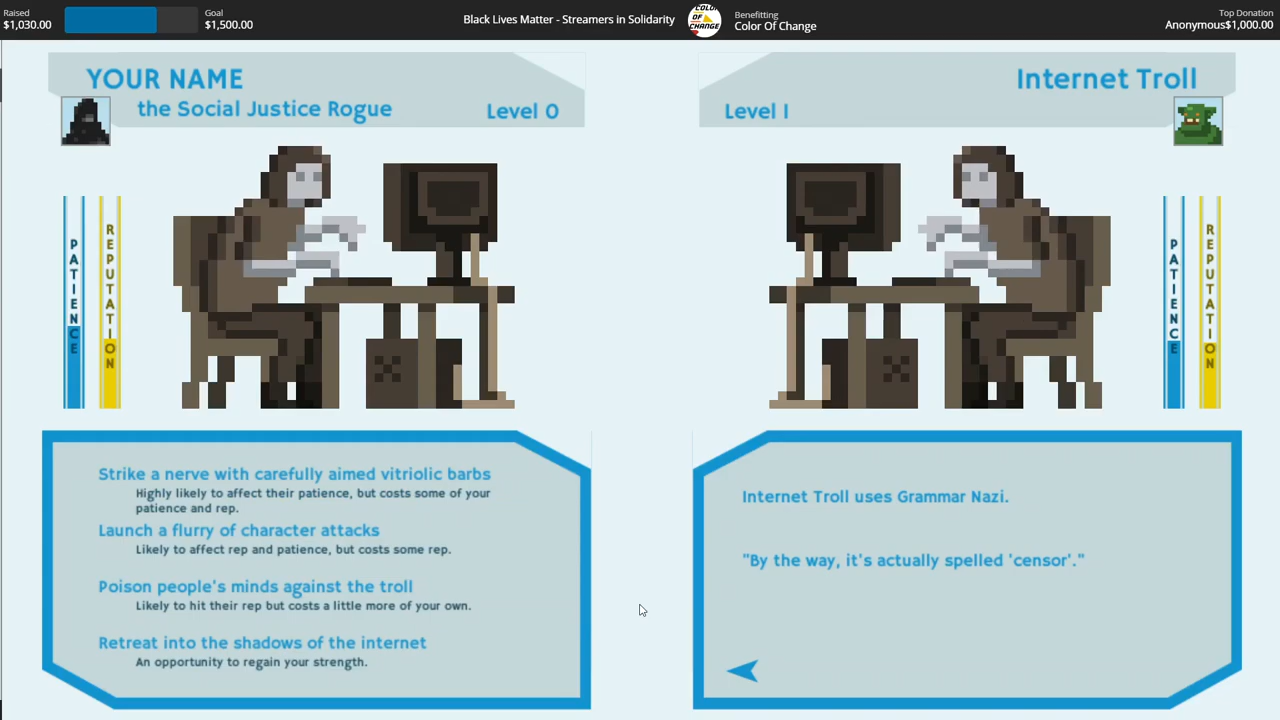 Raised
$1,030.00
Goal
$1,500.00
Black Lives Matter - Streamers in Solidarity
COLOR
OF
CHANGE
Benefitting
Color Of Change
Top Donation
Anonymous$1,000.00
YOUR NAME
the Social Justice Rogue
Level 0
Internet Troll
Level 1
PATIENCE
REPUTATION
PATIENCE
REPUTATION
Strike a nerve with carefully aimed vitriolic barbs
Highly likely to affect their patience, but costs some of your
patience and rep.
Launch a flurry of character attacks
Likely to affect rep and patience, but costs some rep.
Poison people's minds against the troll
Likely to hit their rep but costs a little more of your own.
Retreat into the shadows of the internet
An opportunity to regain your strength.
Internet Troll uses Grammar Nazi.
"By the way, it's actually spelled 'censor'."